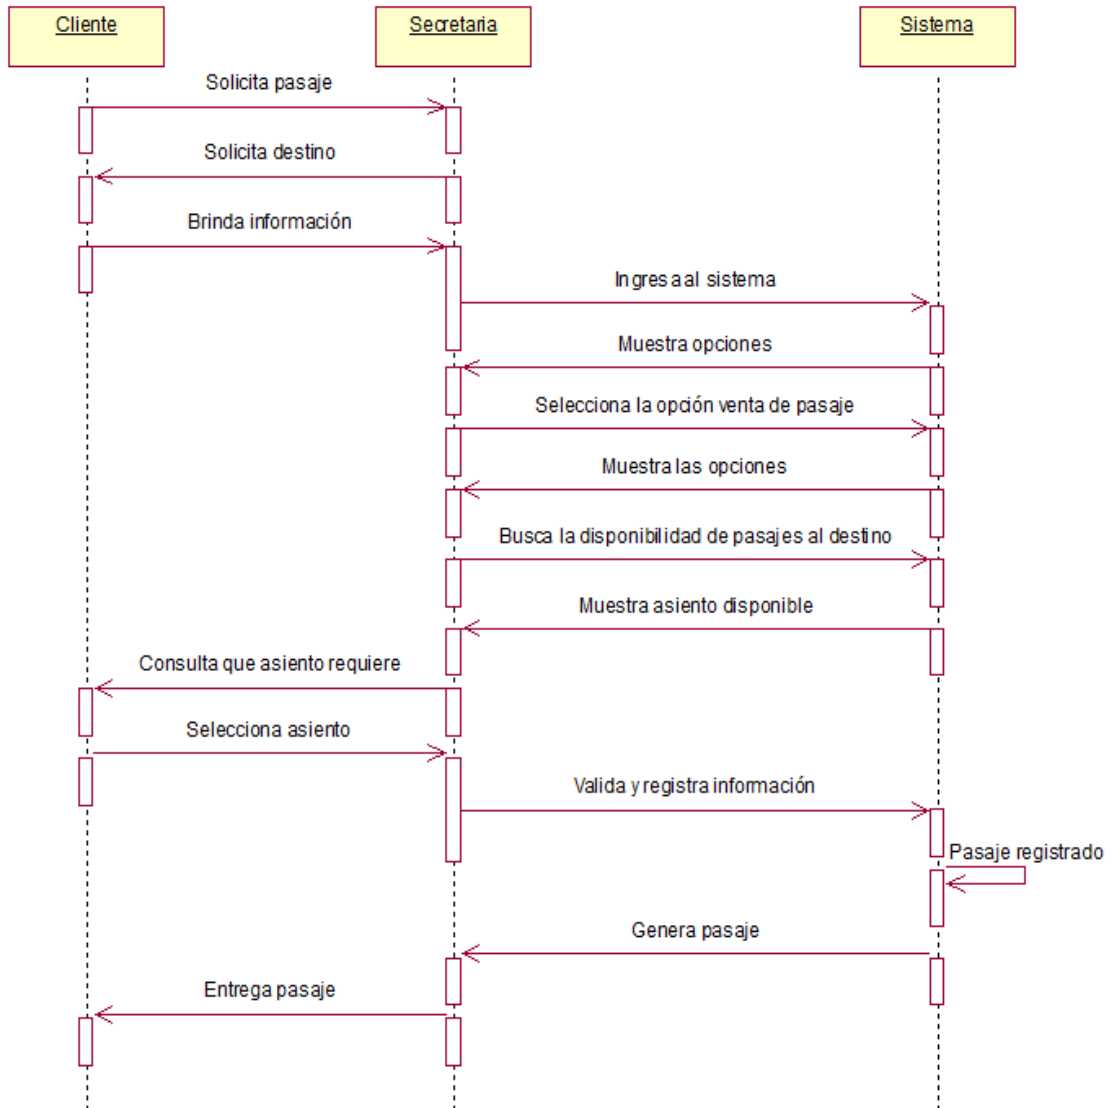 Cliente
Secretaria
Sistema
Solicita pasaje
Solicita destino
Brinda información
Ingresa al sistema
Muestra opciones
Selecciona la opción venta de pasaje
Muestra las opciones
Busca la disponibilidad de pasajes al destino
Muestra asiento disponible
Consulta que asiento requiere
Selecciona asiento
Valida y registra información
Pasaje registrado
Genera pasaje
Entrega pasaje